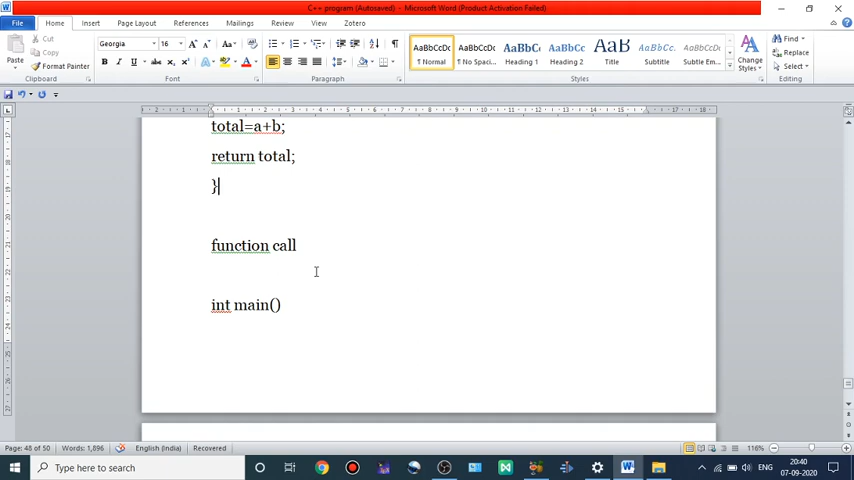 C++ program (Autosaved) - Microsoft Word (Product Activation Failed)
File Home Insert Page Layout References Mailings Review View Zotero
Paste
Cut
Copy
Format Painter
Clipboard
Georgia 16
Font
Paragraph
AaBbCcDc AaBbCcDc AaBbCc AaBbCc AaB AaBbCc. AaBbCcDc
¶ Normal ¶ No Spaci... Heading 1 Heading 2 Title Subtitle Subtle Em...
Change Styles
Styles
Find
Replace
Select
Editing
total=a+b;
return total;
}
function call
int main()
Page: 48 of 50 Words: 1,896 English (India) Recovered 116%
Type here to search
ENG
20:40
07-09-2020